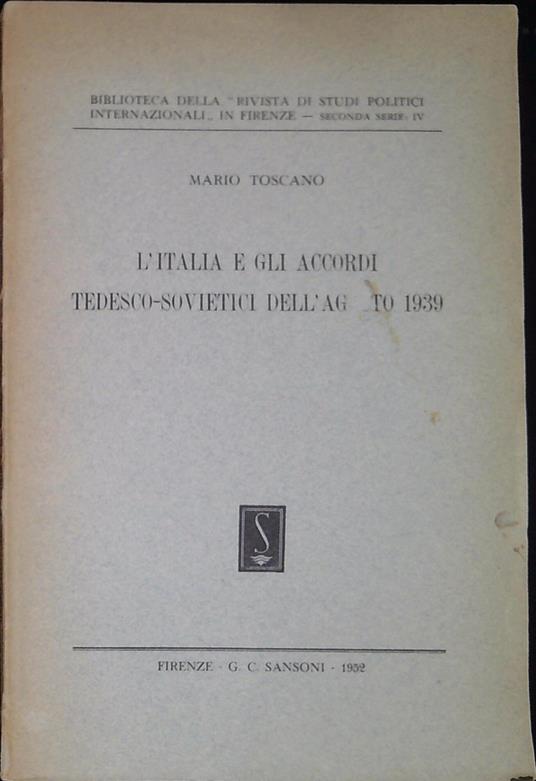 BIBLIOTECA DELLA "RIVISTA DI STUDI POLITICI
INTERNAZIONALI„ IN FIRENZE — SECONDA SERIE: IV
MARIO TOSCANO
L'ITALIA E GLI ACCORDI
TEDESCO-SOVIETICI DELL'AG TO 1939
S
FIRENZE - G. C. SANSONI - 1952